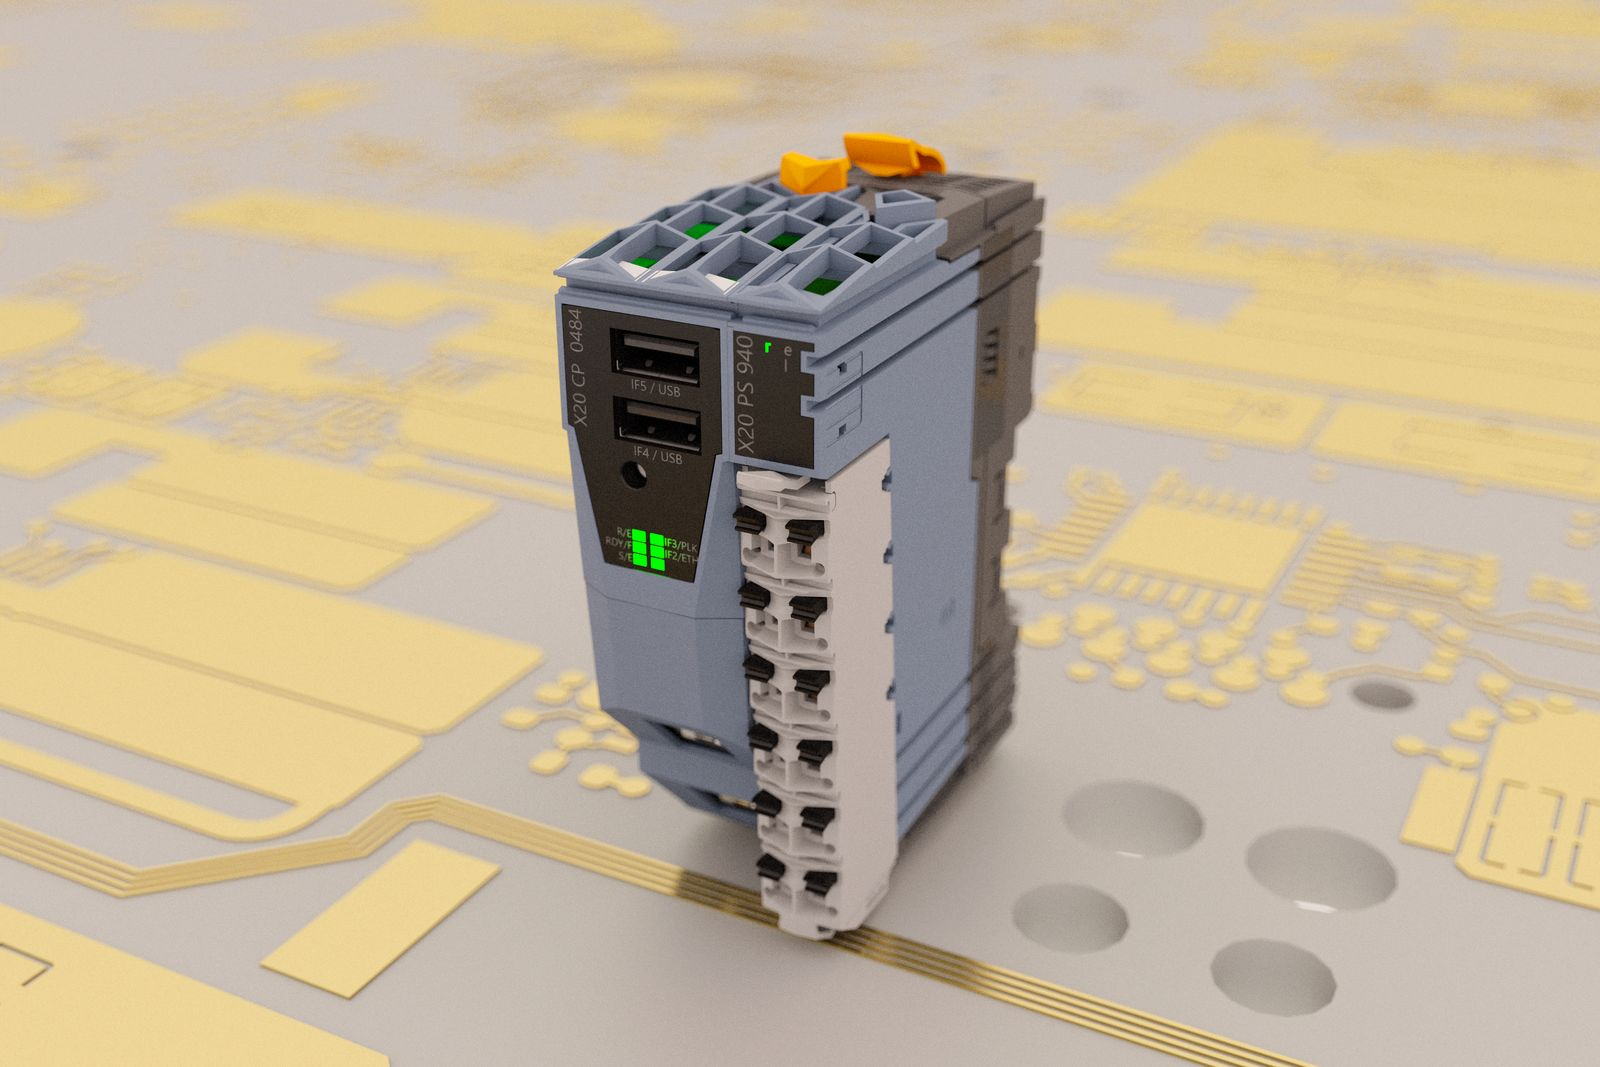 X20 CP 0484
IF5 / USB
IF4 / USB
R/E
RDY/F
S/E
IF3/PLK
IF2/ETH
X20 PS 940
r e
l